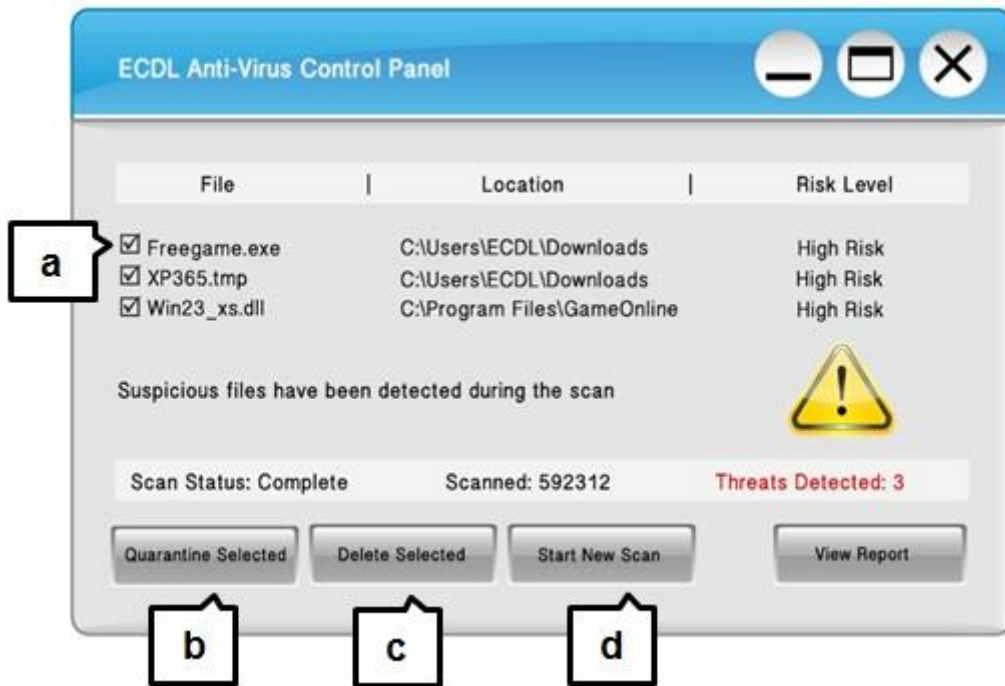 ECDL Anti-Virus Control Panel
File | Location | Risk Level
a
Freegame.exe C:\Users\ECDL\Downloads High Risk
XP365.tmp C:\Users\ECDL\Downloads High Risk
Win23_xs.dll C:\Program Files\GameOnline High Risk
Suspicious files have been detected during the scan
Scan Status: Complete Scanned: 592312 Threats Detected: 3
Quarantine Selected Delete Selected Start New Scan View Report
b c d